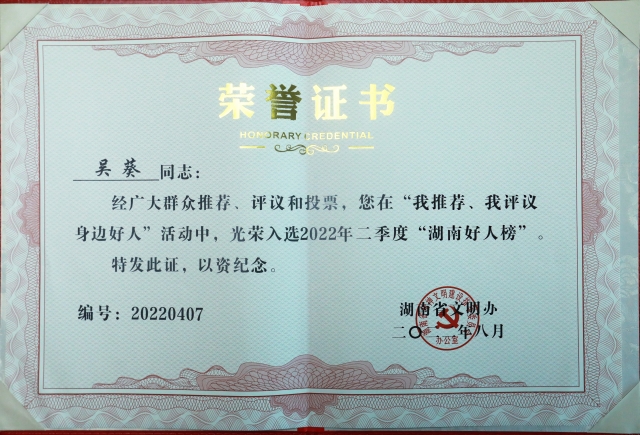 荣誉证书
HONORARY CREDENTIAL
吴葵 同志：
经广大群众推荐、评议和投票，您在“我推荐、我评议
身边好人”活动中，光荣入选2022年二季度“湖南好人榜”。
特发此证，以资纪念。
编号：20220407
湖南省文明办
二〇 年八月
办公室